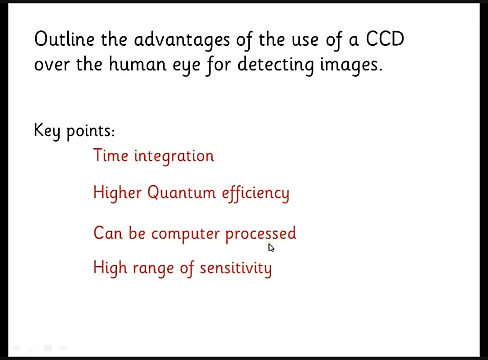 Outline the advantages of the use of a CCD
over the human eye for detecting images.
Key points:
Time integration
Higher Quantum efficiency
Can be computer processed
High range of sensitivity